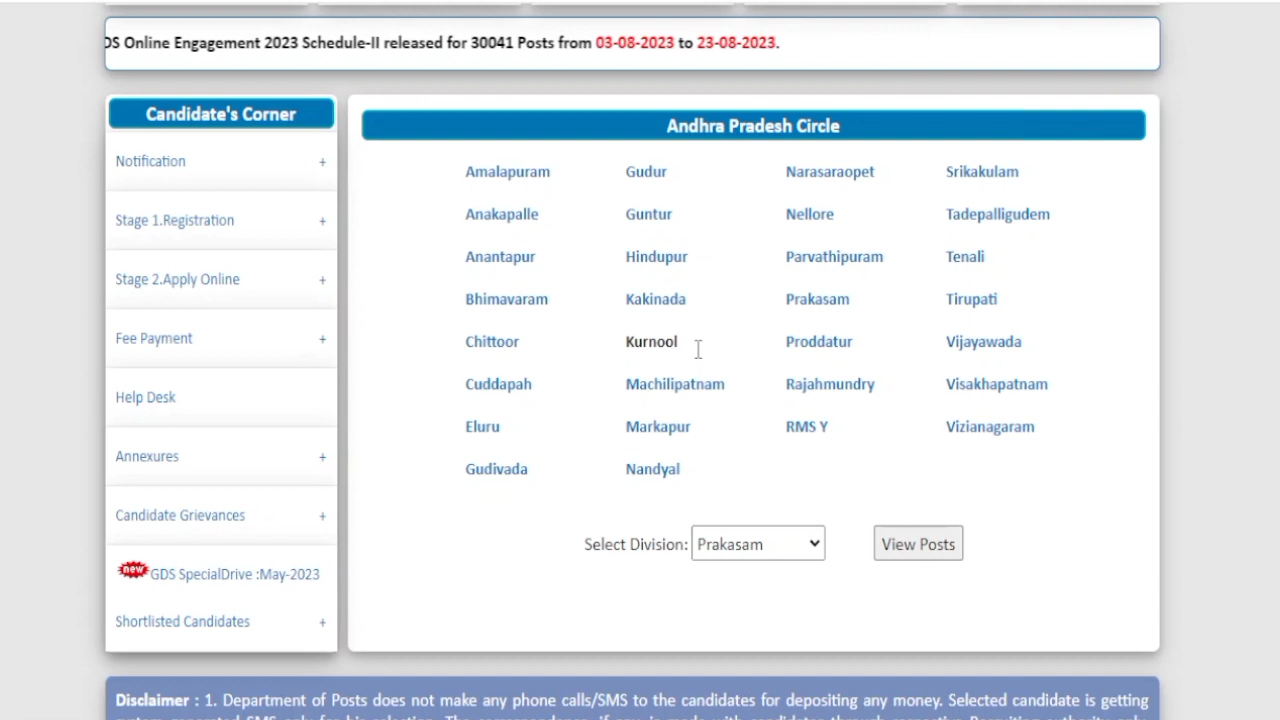 DS Online Engagement 2023 Schedule-II released for 30041 Posts from 03-08-2023 to 23-08-2023.
Candidate's Corner
Notification +
Stage 1.Registration +
Stage 2.Apply Online +
Fee Payment +
Help Desk
Annexures +
Candidate Grievances +
new GDS SpecialDrive :May-2023
Shortlisted Candidates +
Andhra Pradesh Circle
Amalapuram Gudur Narasaraopet Srikakulam
Anakapalle Guntur Nellore Tadepalligudem
Anantapur Hindupur Parvathipuram Tenali
Bhimavaram Kakinada Prakasam Tirupati
Chittoor Kurnool Proddatur Vijayawada
Cuddapah Machilipatnam Rajahmundry Visakhapatnam
Eluru Markapur RMS Y Vizianagaram
Gudivada Nandyal
Select Division: Prakasam View Posts
Disclaimer : 1. Department of Posts does not make any phone calls/SMS to the candidates for depositing any money. Selected candidate is getting